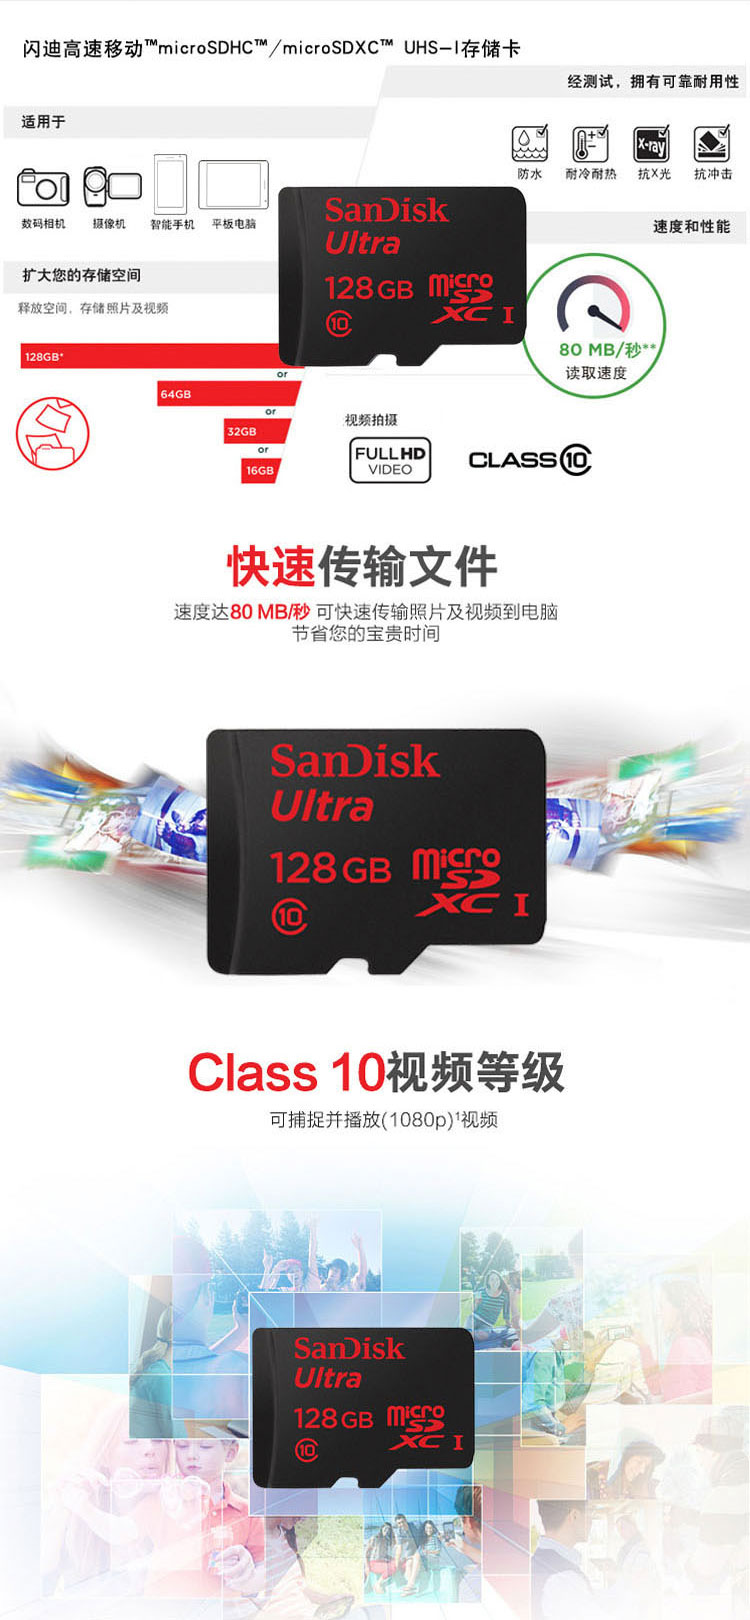 闪迪高速移动™microSDHC™/microSDXC™ UHS-I存储卡
经测试，拥有可靠耐用性
适用于
X-ray
防水 耐冷耐热 抗X光 抗冲击
数码相机 摄像机 智能手机 平板电脑
SanDisk
Ultra
128GB micro SD XC I
10
速度和性能
扩大您的存储空间
释放空间，存储照片及视频
80 MB/秒**
读取速度
128GB*
or
64GB
or
32GB
or
16GB
视频拍摄
FULL HD
VIDEO
CLASS 10
快速传输文件
速度达80 MB/秒 可快速传输照片及视频到电脑
节省您的宝贵时间
SanDisk
Ultra
128GB micro SD XC I
10
Class 10视频等级
可捕捉并播放(1080p)¹视频
SanDisk
Ultra
128GB micro SD XC I
10